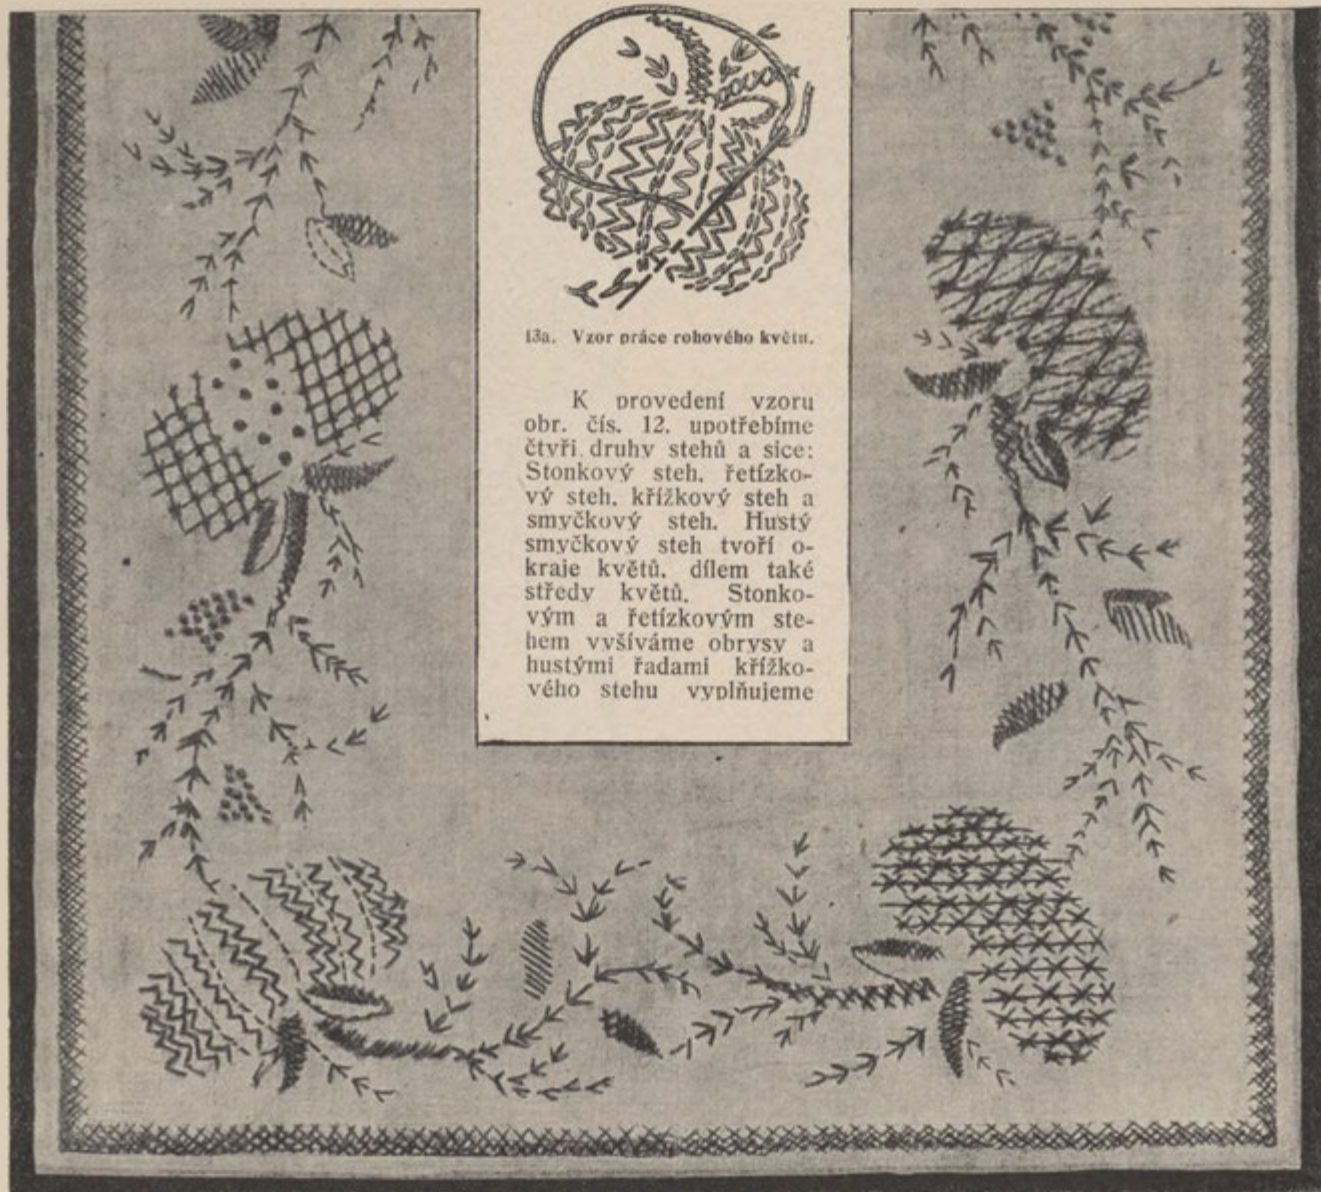 13a. Vzor práce rohového květu.
K provedení vzoru
obr. čís. 12. upotřebíme
čtyři druhy stehů a sice:
Stonkový steh, řetízko-
vý steh, křížkový steh a
smyčkový steh. Hustý
smyčkový steh tvoří o-
kraje květů, dílem také
středy květů. Stonko-
vým a řetízkovým ste-
hem vyšíváme obrysy a
hustými řadami křížko-
vého stehu vyplňujeme